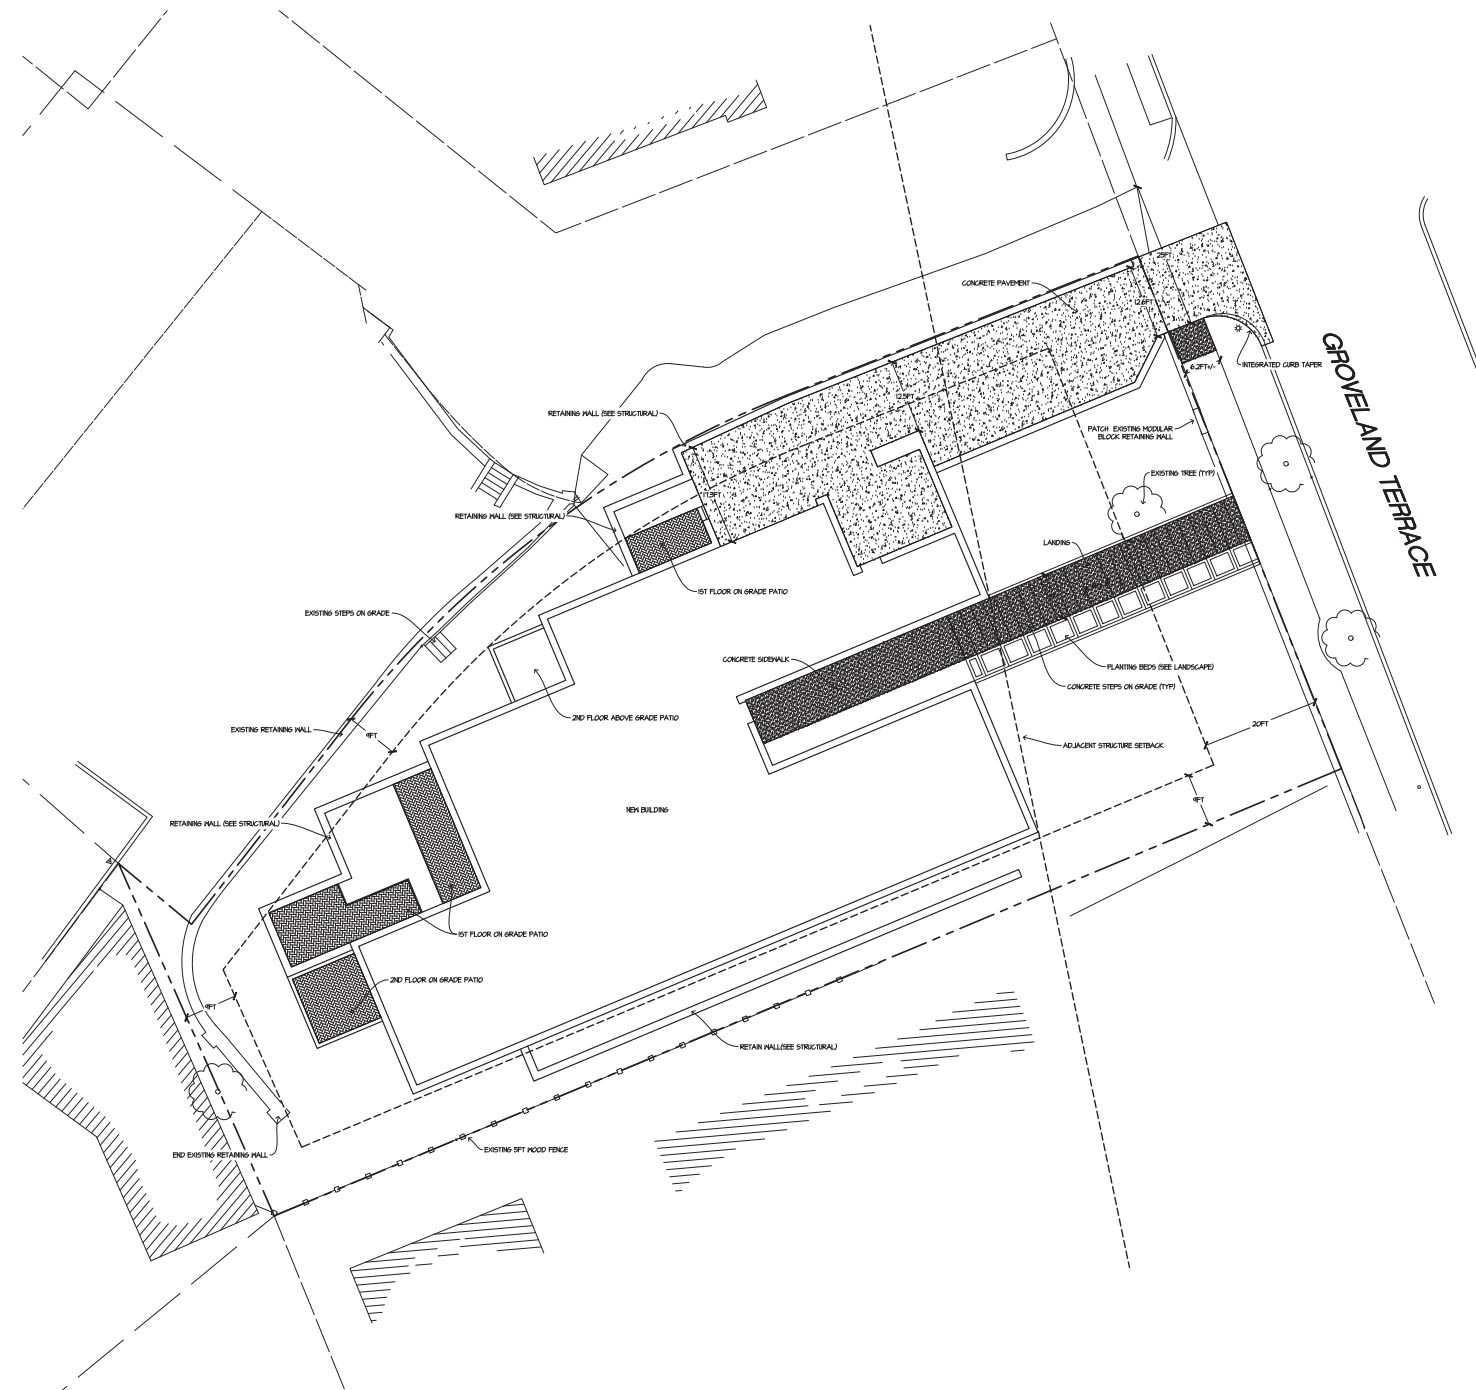 25FT
CONCRETE PAVEMENT
12.5FT
INTEGRATED CURB TAPER
6.2FT+/-
GROVELAND TERRACE
12.5FT
RETAINING WALL (SEE STRUCTURAL)
PATCH EXISTING MODULAR
BLOCK RETAINING WALL
EXISTING TREE (TYP)
17.5FT
RETAINING WALL (SEE STRUCTURAL)
LANDING
1ST FLOOR ON GRADE PATIO
EXISTING STEPS ON GRADE
CONCRETE SIDEWALK
PLANTING BEDS (SEE LANDSCAPE)
CONCRETE STEPS ON GRADE (TYP)
2ND FLOOR ABOVE GRADE PATIO
EXISTING RETAINING WALL
9FT
20FT
ADJACENT STRUCTURE SETBACK
9FT
NEW BUILDING
RETAINING WALL (SEE STRUCTURAL)
1ST FLOOR ON GRADE PATIO
2ND FLOOR ON GRADE PATIO
9FT
RETAIN WALL(SEE STRUCTURAL)
EXISTING 5FT WOOD FENCE
END EXISTING RETAINING WALL